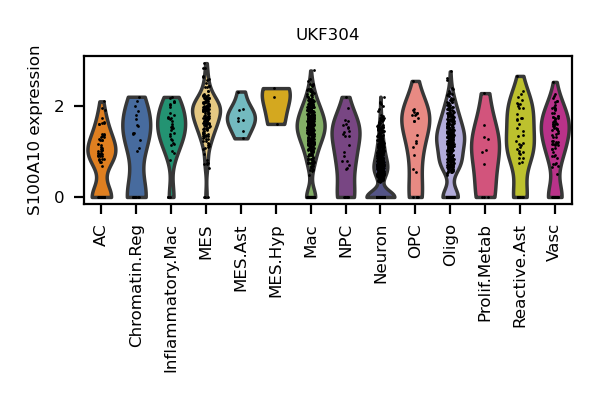 UKF304
S100A10 expression
2
0
AC
Chromatin.Reg
Inflammatory.Mac
MES
MES.Ast
MES.Hyp
Mac
NPC
Neuron
OPC
Oligo
Prolif.Metab
Reactive.Ast
Vasc